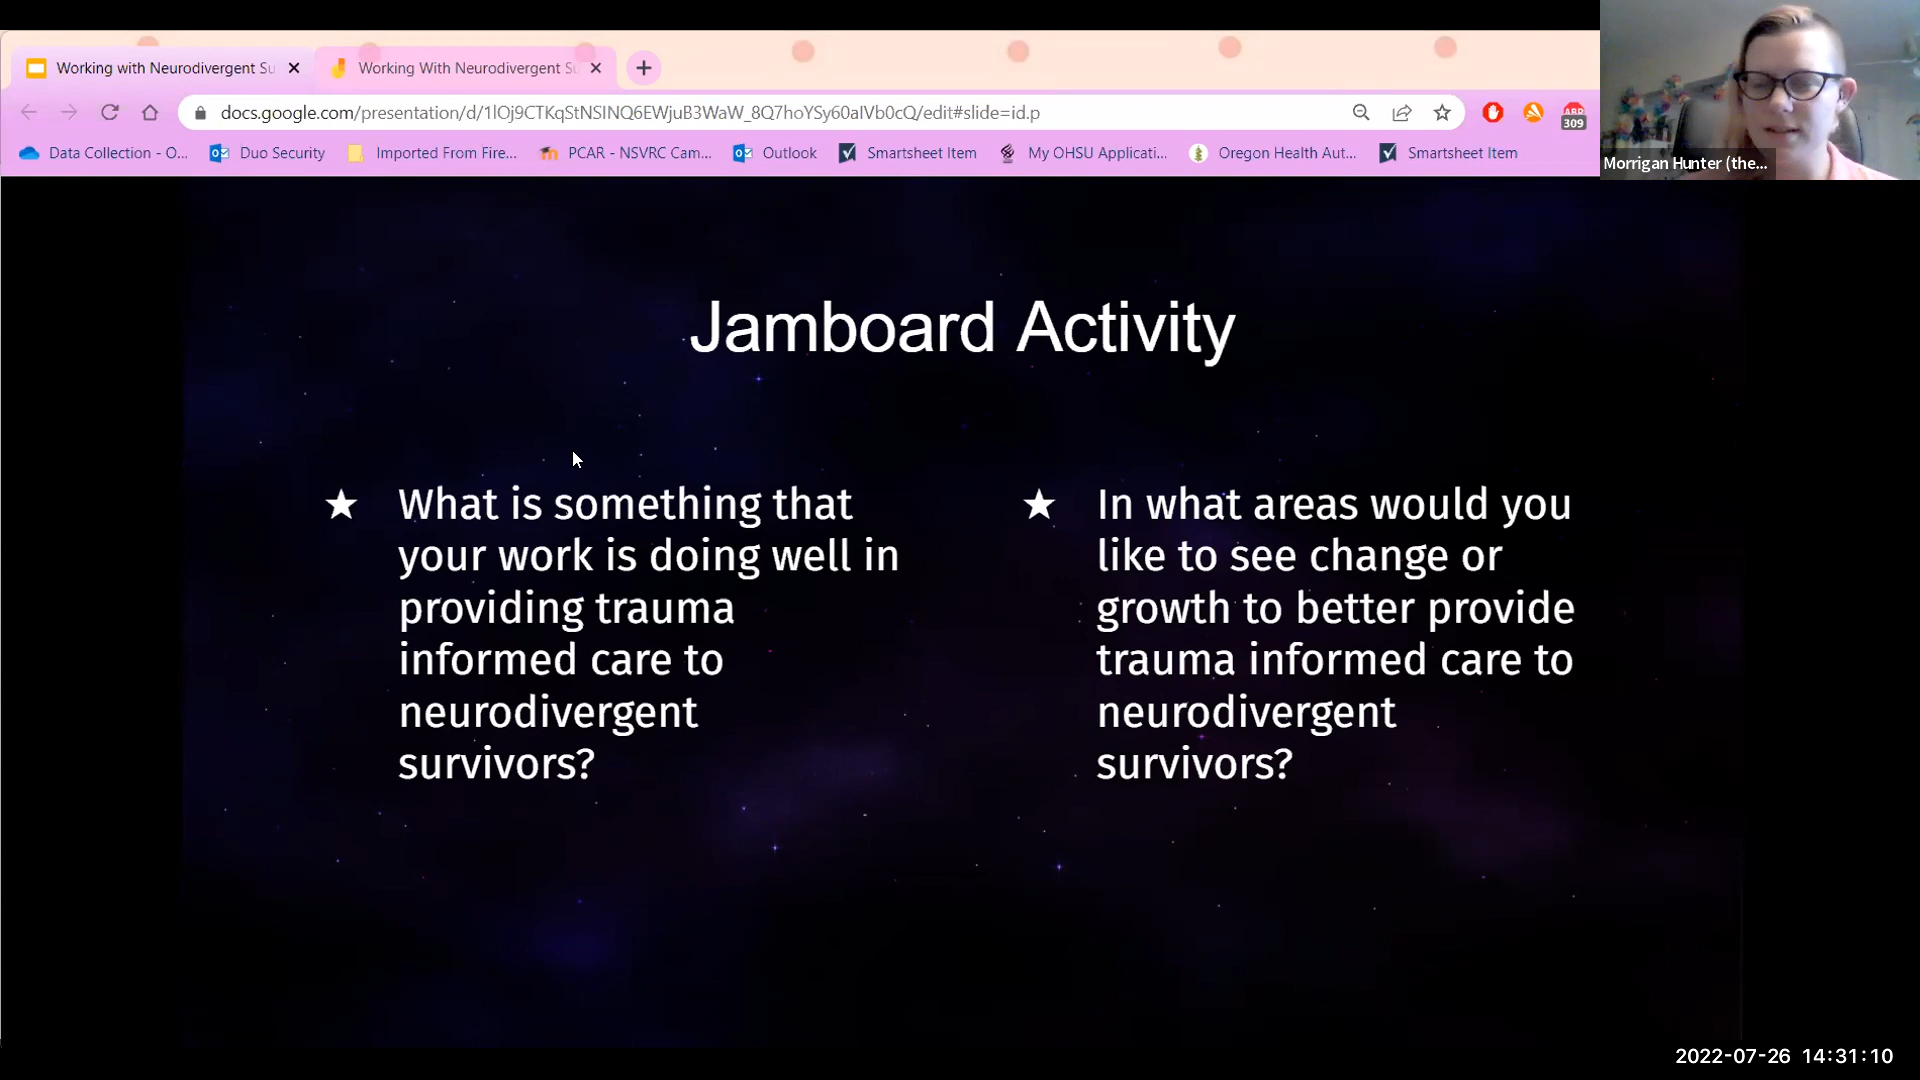 Working with Neurodivergent Su
Working With Neurodivergent S
docs.google.com/presentation/d/1lOj9CTKqStNSINQ6EWjuB3WaW_8Q7hoYSy60aIVb0cQ/edit#slide=id.p
ABP
309
Data Collection - O...
Duo Security
Imported From Fire...
PCAR - NSVRC Cam...
Outlook
Smartsheet Item
My OHSU Applicati...
Oregon Health Aut...
Smartsheet Item
Morrigan Hunter (the...
Jamboard Activity
★ What is something that
your work is doing well in
providing trauma
informed care to
neurodivergent
survivors?
★ In what areas would you
like to see change or
growth to better provide
trauma informed care to
neurodivergent
survivors?
2022-07-26 14:31:10